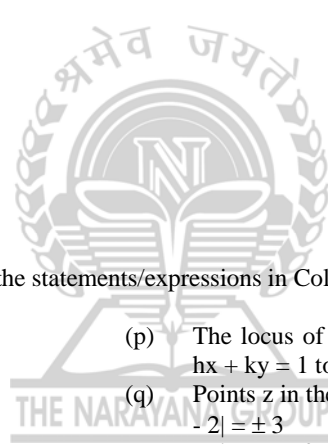 श्रमेव जयते
N
the statements/expressions in Col
(p) The locus of
hx + ky = 1 to
(q) Points z in the
- 2| = ± 3
THE NARAYANA GROUP